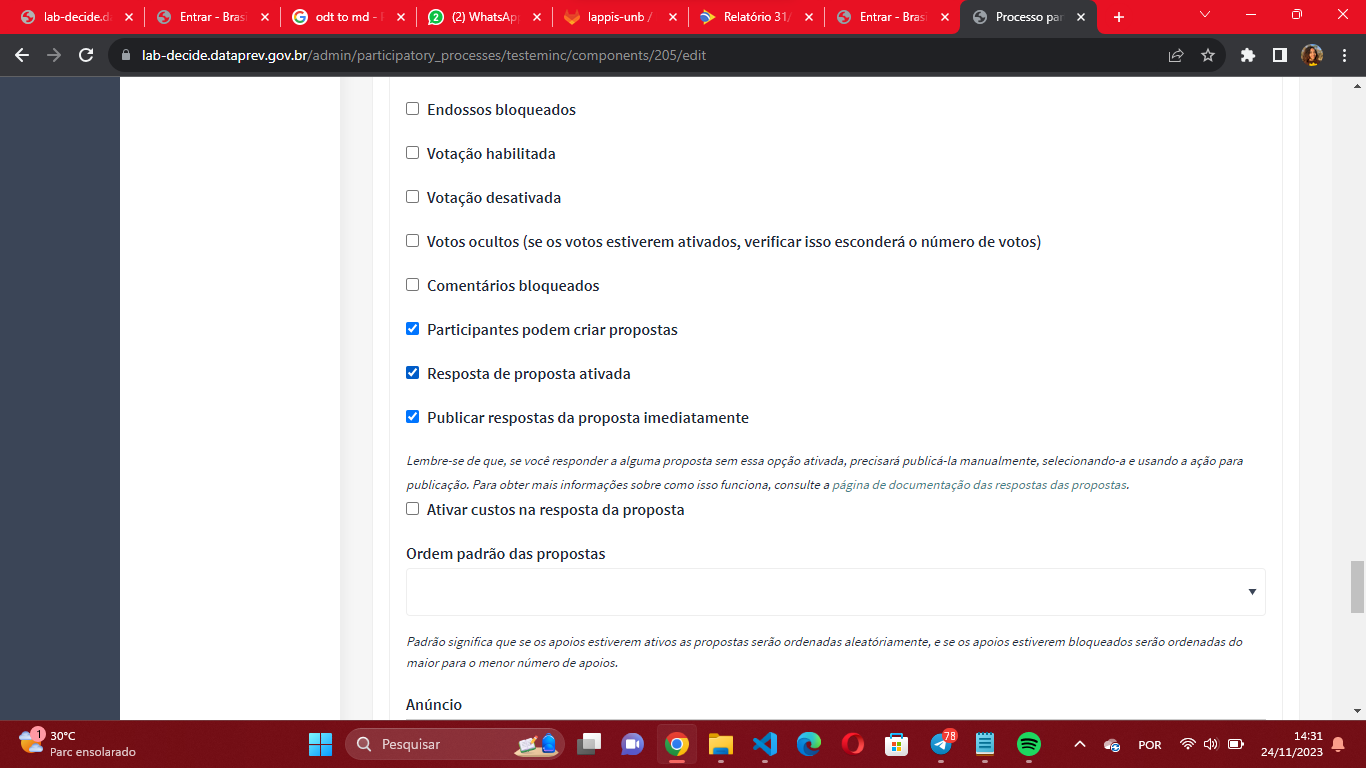 lab-decide.d
Entrar - Bras
odt to md -
(2) WhatsAp
lappis-unb /
Relatório 31/
Entrar - Bras
Processo par
lab-decide.dataprev.gov.br/admin/participatory_processes/testeminc/components/205/edit
Endossos bloqueados
Votação habilitada
Votação desativada
Votos ocultos (se os votos estiverem ativados, verificar isso esconderá o número de votos)
Comentários bloqueados
Participantes podem criar propostas
Resposta de proposta ativada
Publicar respostas da proposta imediatamente
Lembre-se de que, se você responder a alguma proposta sem essa opção ativada, precisará publicá-la manualmente, selecionando-a e usando a ação para
publicação. Para obter mais informações sobre como isso funciona, consulte a página de documentação das respostas das propostas.
Ativar custos na resposta da proposta
Ordem padrão das propostas
Padrão significa que se os apoios estiverem ativos as propostas serão ordenadas aleatóriamente, e se os apoios estiverem bloqueados serão ordenadas do
maior para o menor número de apoios.
Anúncio
1
30°C
Parc ensolarado
Pesquisar
78
POR
14:31
24/11/2023